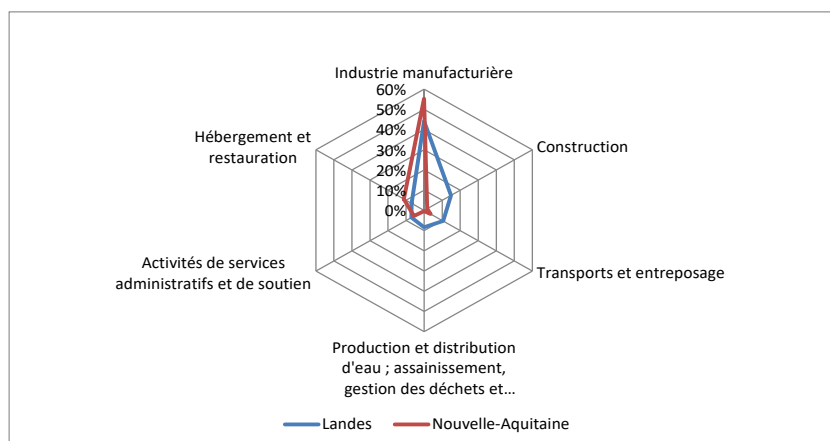 Industrie manufacturière
60%
50%
40%
30%
20%
10%
0%
Construction
Transports et entreposage
Production et distribution
d'eau ; assainissement,
gestion des déchets et...
Activités de services
administratifs et de soutien
Hébergement et
restauration
Landes
Nouvelle-Aquitaine